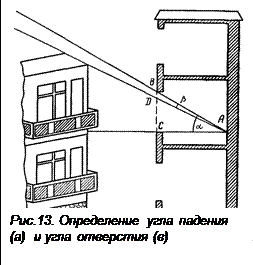 B
D
β
A
C
α
Рис.13. Определение угла падения
(а) и угла отверстия (в)